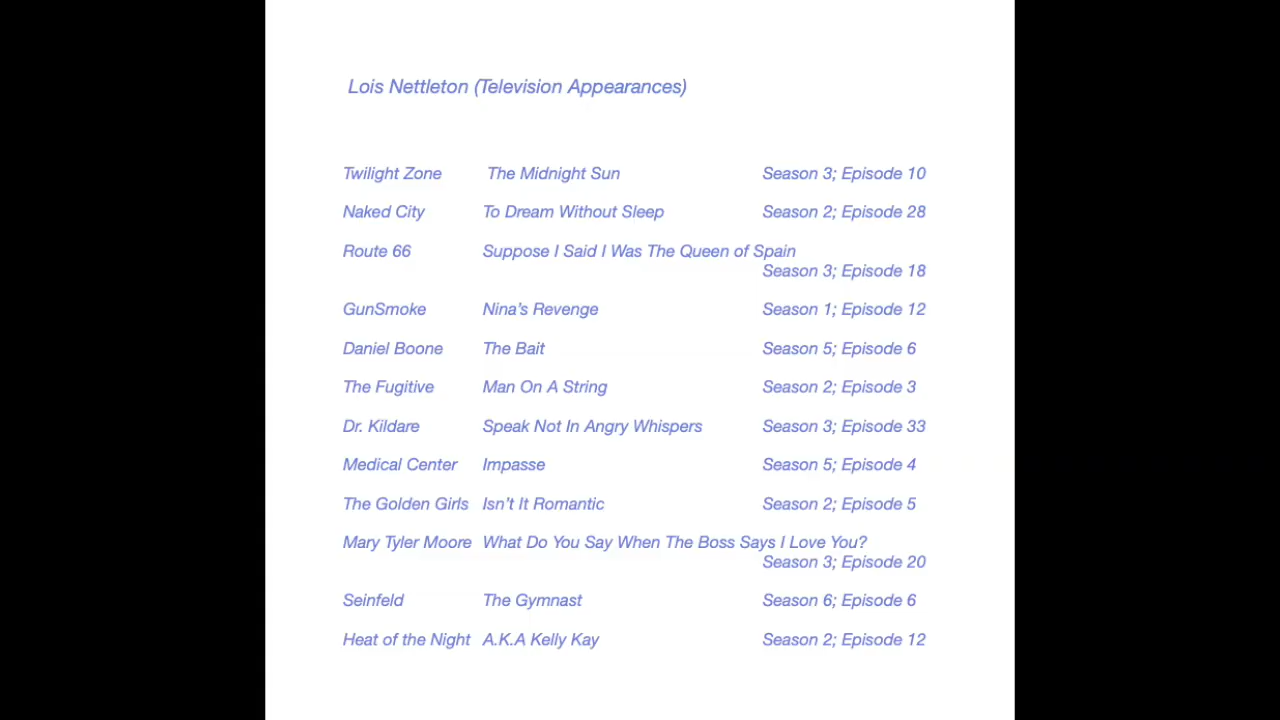 Lois Nettleton (Television Appearances)
Twilight Zone The Midnight Sun Season 3; Episode 10
Naked City To Dream Without Sleep Season 2; Episode 28
Route 66 Suppose I Said I Was The Queen of Spain
Season 3; Episode 18
GunSmoke Nina’s Revenge Season 1; Episode 12
Daniel Boone The Bait Season 5; Episode 6
The Fugitive Man On A String Season 2; Episode 3
Dr. Kildare Speak Not In Angry Whispers Season 3; Episode 33
Medical Center Impasse Season 5; Episode 4
The Golden Girls Isn’t It Romantic Season 2; Episode 5
Mary Tyler Moore What Do You Say When The Boss Says I Love You?
Season 3; Episode 20
Seinfeld The Gymnast Season 6; Episode 6
Heat of the Night A.K.A Kelly Kay Season 2; Episode 12